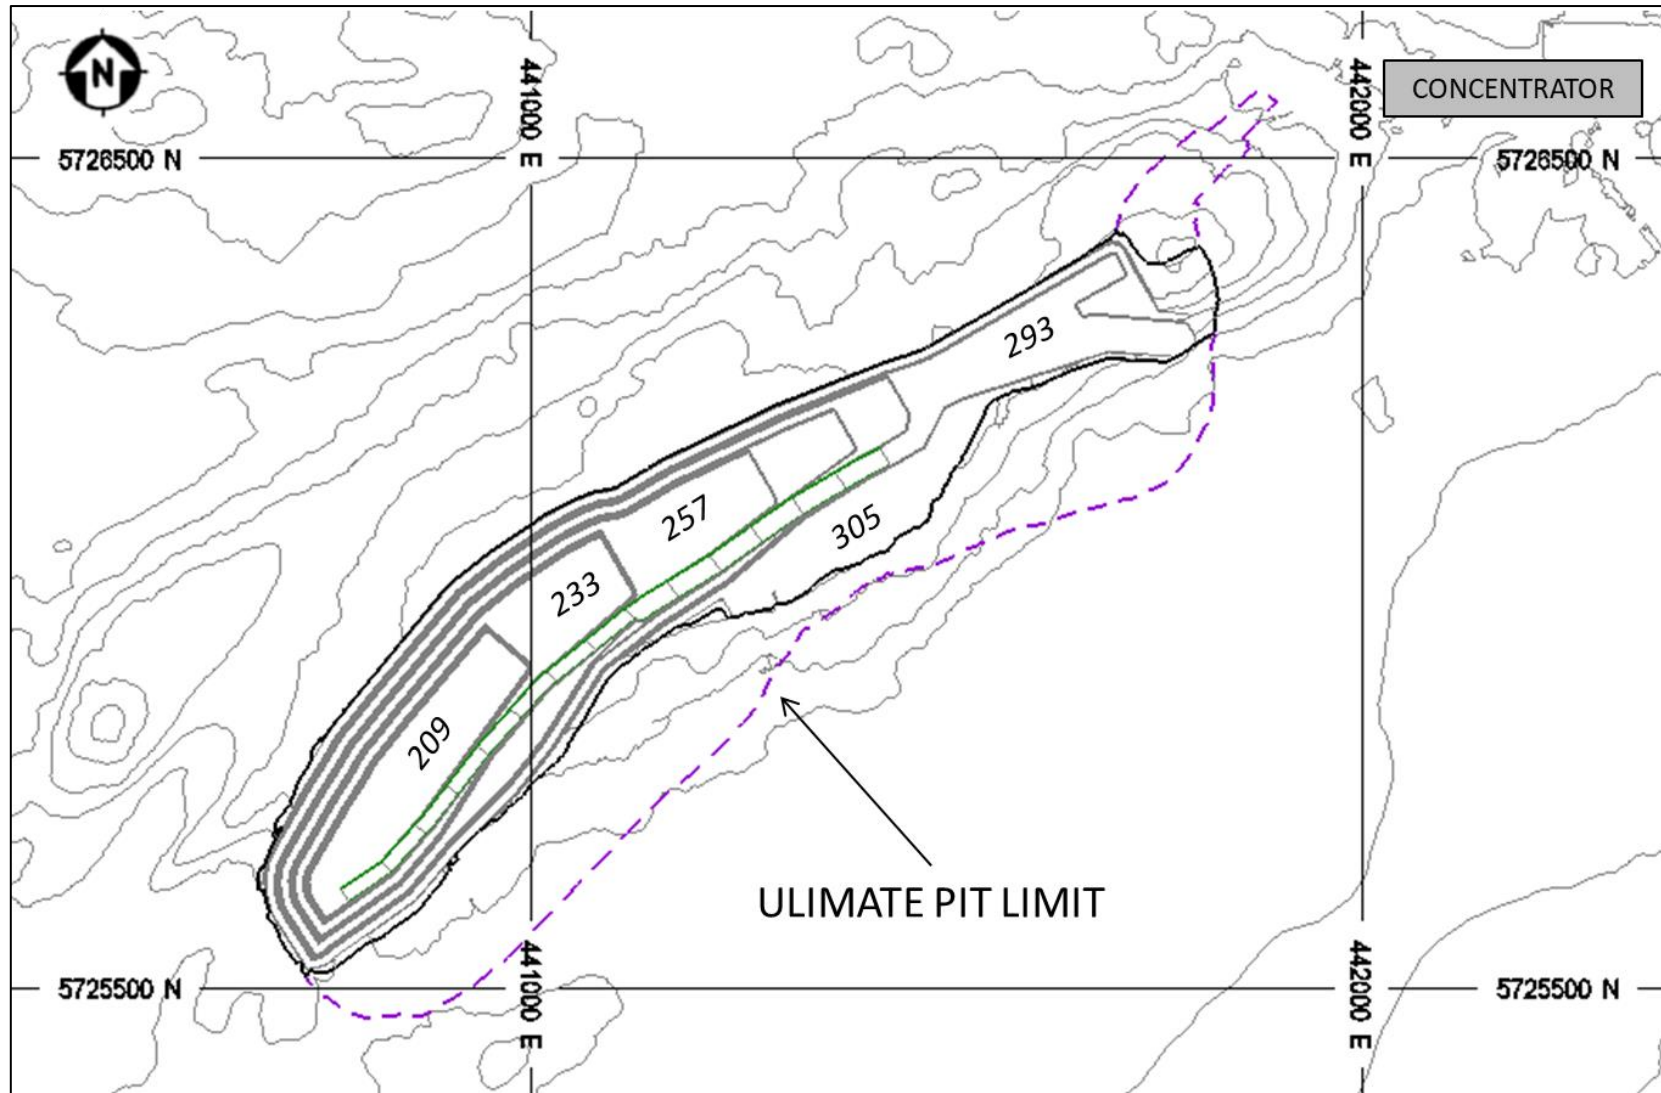 N
441000 E
442000 E
CONCENTRATOR
5726500 N
5726500 N
293
257
305
233
209
ULIMATE PIT LIMIT
5725500 N
441000 E
442000 E
5725500 N